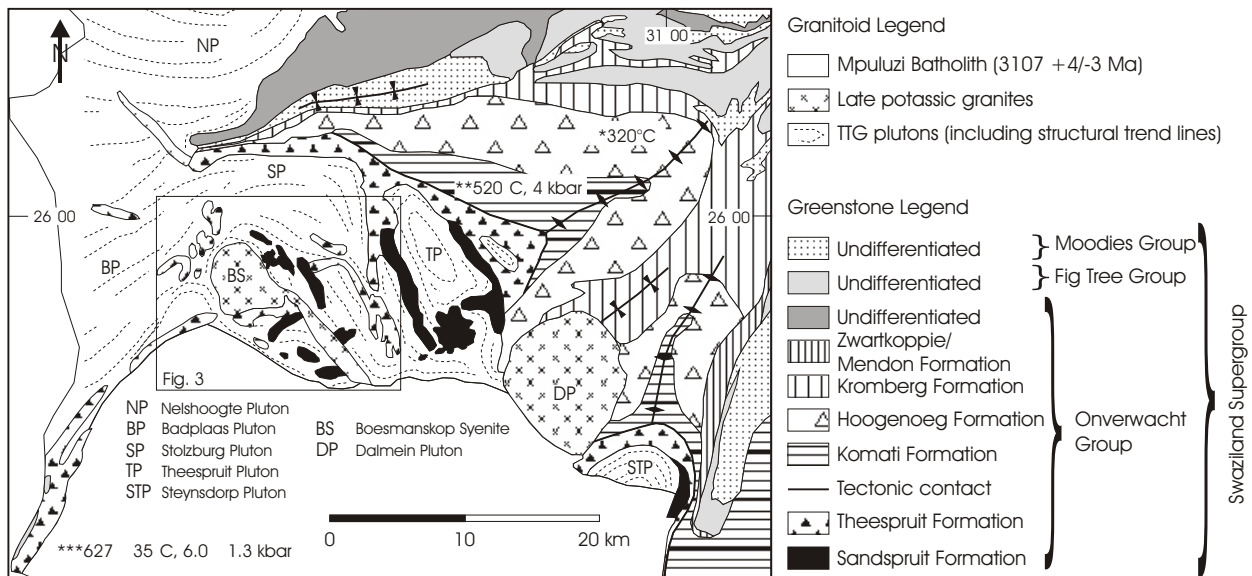 N
NP
31 00
*320°C
SP
**520 C, 4 kbar
26 00
26 00
BP
BS
TP
Fig. 3
DP
STP
NP Nelshoogte Pluton
BP Badplaas Pluton
SP Stolzburg Pluton
TP Theespruit Pluton
STP Steynsdorp Pluton
BS Boesmanskop Syenite
DP Dalmein Pluton
***627 35 C, 6.0 1.3 kbar
0 10 20 km
Granitoid Legend
Mpuluzi Batholith (3107 +4/-3 Ma)
Late potassic granites
TTG plutons (including structural trend lines)
Greenstone Legend
Undifferentiated } Moodies Group
Undifferentiated } Fig Tree Group
Undifferentiated
Zwartkoppie/
Mendon Formation
Kromberg Formation
Hoogenoeg Formation
Komati Formation
Tectonic contact
Theespruit Formation
Sandspruit Formation
Onverwacht
Group
Swaziland Supergroup